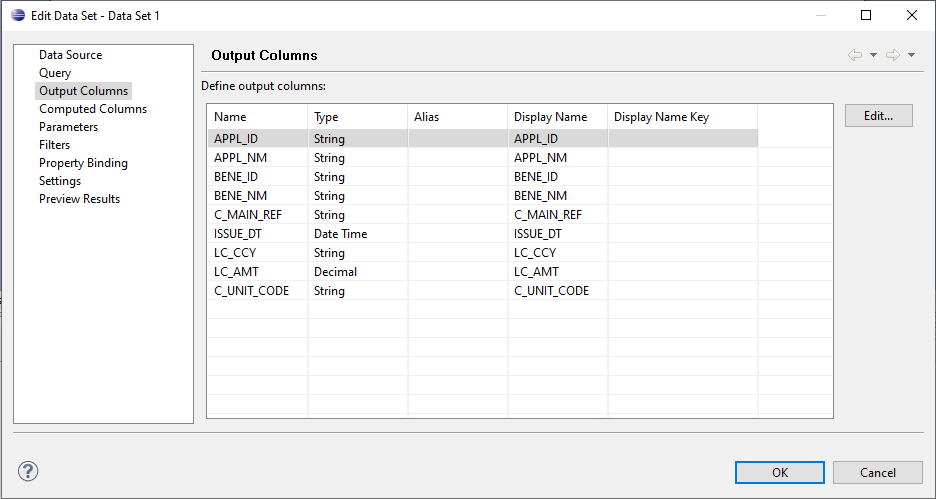 Edit Data Set - Data Set 1
Data Source
Query
Output Columns
Computed Columns
Parameters
Filters
Property Binding
Settings
Preview Results
Output Columns
Define output columns:
Name Type Alias Display Name Display Name Key
APPL_ID String APPL_ID
APPL_NM String APPL_NM
BENE_ID String BENE_ID
BENE_NM String BENE_NM
C_MAIN_REF String C_MAIN_REF
ISSUE_DT Date Time ISSUE_DT
LC_CCY String LC_CCY
LC_AMT Decimal LC_AMT
C_UNIT_CODE String C_UNIT_CODE
Edit...
?
OK Cancel